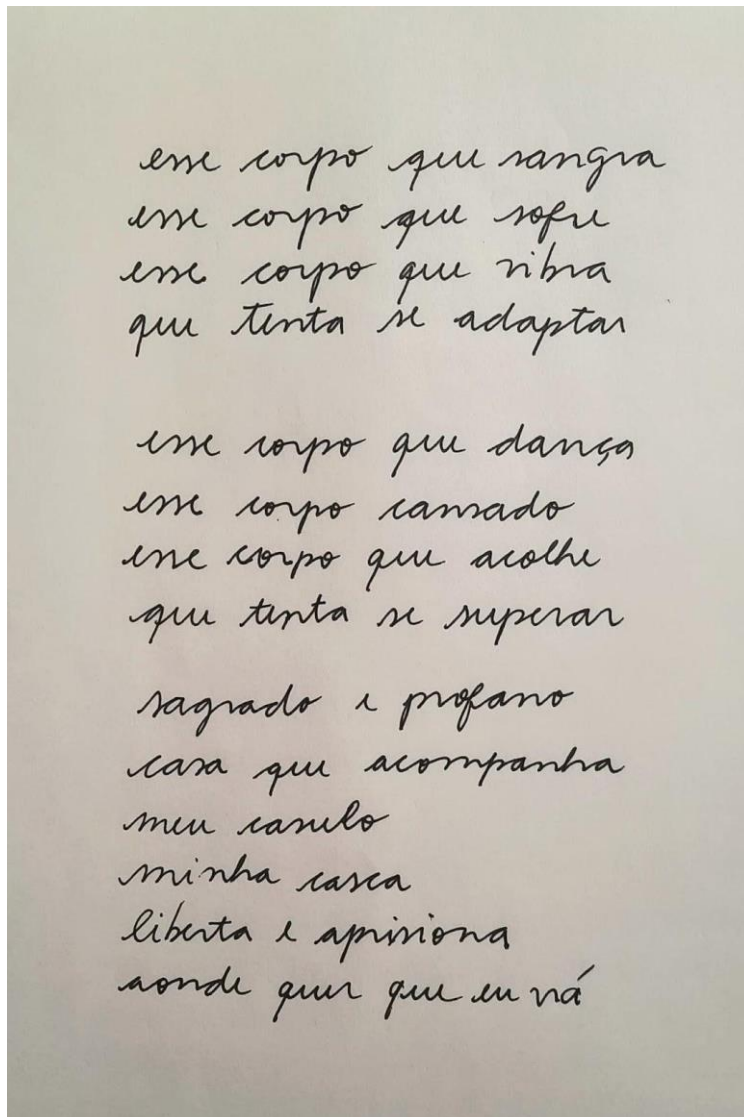 esse corpo que sangra
esse corpo que sofre
esse corpo que vibra
que tenta se adaptar
esse corpo que dança
esse corpo cansado
esse corpo que acolhe
que tenta se superar
sagrado e profano
casa que acompanha
meu casulo
minha casca
liberta e aprisiona
aonde quer que eu vá